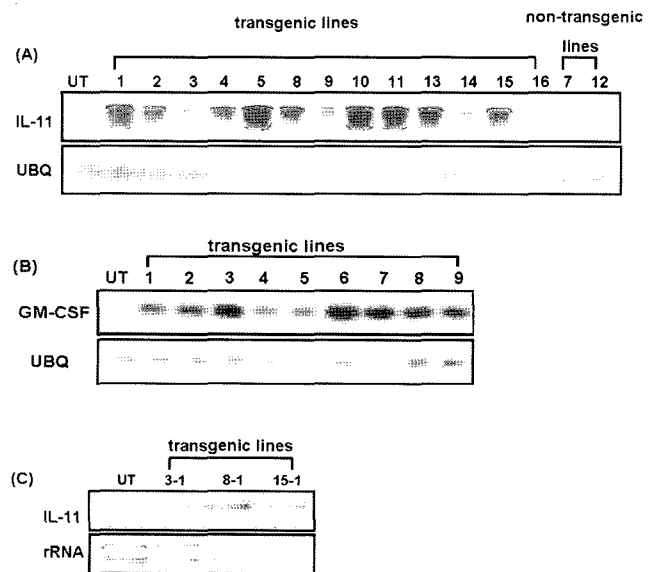 transgenic lines
non-transgenic
lines
(A)
UT 1 2 3 4 5 8 9 10 11 13 14 15 16 7 12
IL-11
UBQ
(B)
transgenic lines
UT 1 2 3 4 5 6 7 8 9
GM-CSF
UBQ
(C)
transgenic lines
UT 3-1 8-1 15-1
IL-11
rRNA